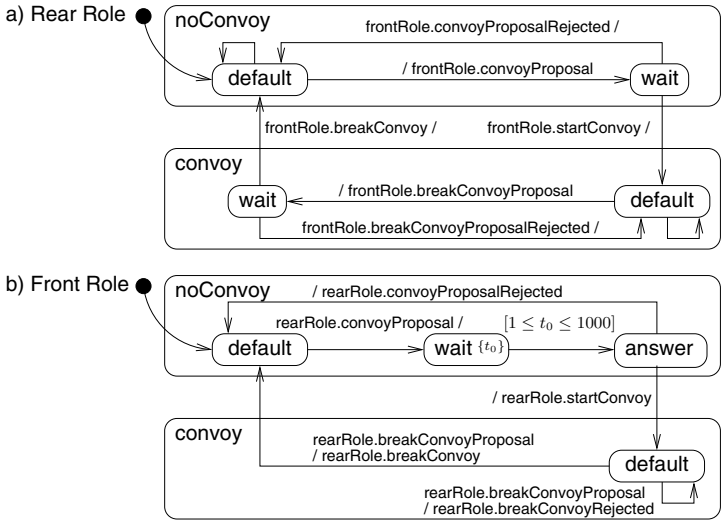 a) Rear Role
noConvoy
frontRole.convoyProposalRejected /
default
/ frontRole.convoyProposal
wait
frontRole.breakConvoy /
frontRole.startConvoy /
convoy
wait
/ frontRole.breakConvoyProposal
default
frontRole.breakConvoyProposalRejected /
b) Front Role
noConvoy
/ rearRole.convoyProposalRejected
rearRole.convoyProposal /
[1 ≤ t₀ ≤ 1000]
default
wait {t₀}
answer
/ rearRole.startConvoy
convoy
rearRole.breakConvoyProposal
/ rearRole.breakConvoy
default
rearRole.breakConvoyProposal
/ rearRole.breakConvoyRejected